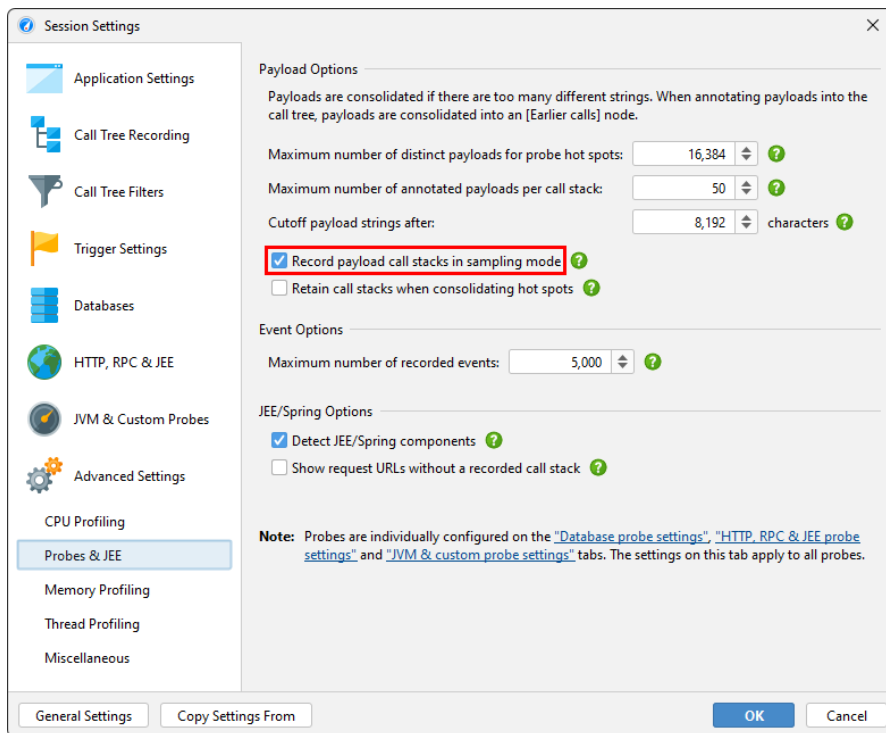 Session Settings
Application Settings
Call Tree Recording
Call Tree Filters
Trigger Settings
Databases
HTTP, RPC & JEE
JVM & Custom Probes
Advanced Settings
CPU Profiling
Probes & JEE
Memory Profiling
Thread Profiling
Miscellaneous
Payload Options
Payloads are consolidated if there are too many different strings. When annotating payloads into the
call tree, payloads are consolidated into an [Earlier calls] node.
Maximum number of distinct payloads for probe hot spots: 16,384 ?
Maximum number of annotated payloads per call stack: 50 ?
Cutoff payload strings after: 8,192 characters ?
Record payload call stacks in sampling mode ?
Retain call stacks when consolidating hot spots ?
Event Options
Maximum number of recorded events: 5,000 ?
JEE/Spring Options
Detect JEE/Spring components ?
Show request URLs without a recorded call stack ?
Note: Probes are individually configured on the "Database probe settings", "HTTP, RPC & JEE probe
settings" and "JVM & custom probe settings" tabs. The settings on this tab apply to all probes.
General Settings Copy Settings From OK Cancel